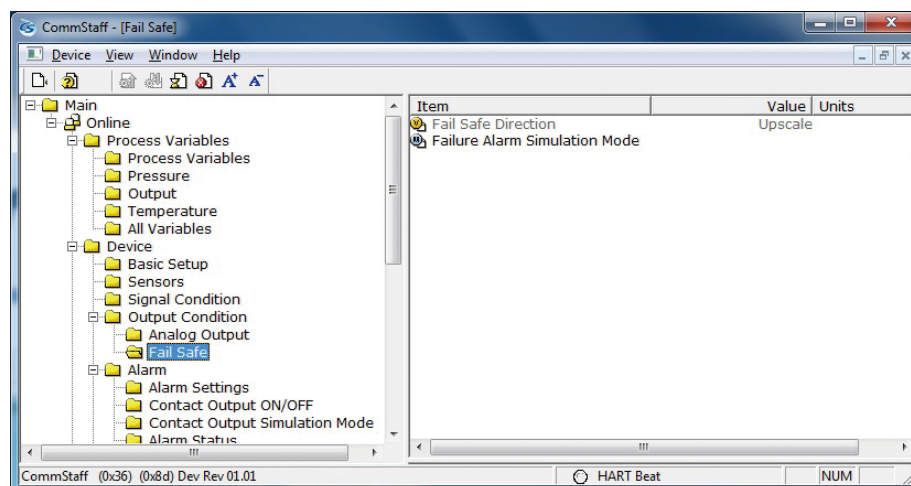 CommStaff - [Fail Safe]
Device View Window Help
Main
Online
Process Variables
Process Variables
Pressure
Output
Temperature
All Variables
Device
Basic Setup
Sensors
Signal Condition
Output Condition
Analog Output
Fail Safe
Alarm
Alarm Settings
Contact Output ON/OFF
Contact Output Simulation Mode
Alarm Status
Item Value Units
Fail Safe Direction Upscale
Failure Alarm Simulation Mode
CommStaff (0x36) (0x8d) Dev Rev 01.01 HART Beat NUM